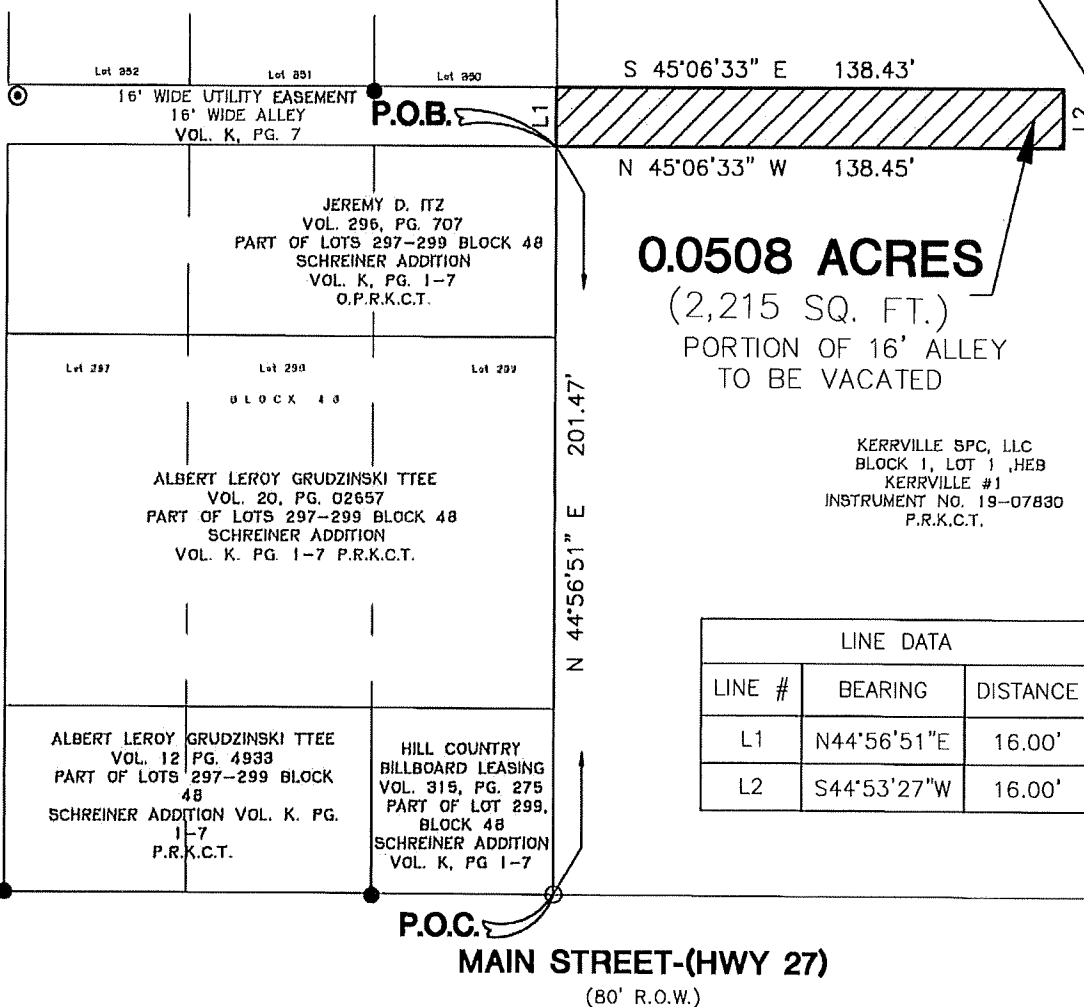 Lot 352
Lot 351
Lot 350
S 45°06'33" E 138.43'
16' WIDE UTILITY EASEMENT
16' WIDE ALLEY
VOL. K, PG. 7
P.O.B.
L1
L2
N 45°06'33" W 138.45'
JEREMY D. ITZ
VOL. 296, PG. 707
PART OF LOTS 297-299 BLOCK 48
SCHREINER ADDITION
VOL. K, PG. 1-7
O.P.R.K.C.T.
0.0508 ACRES
(2,215 SQ. FT.)
PORTION OF 16' ALLEY
TO BE VACATED
Lot 297
Lot 298
Lot 299
BLOCK 48
N 44°56'51" E 201.47'
ALBERT LEROY GRUDZINSKI TTEE
VOL. 20, PG. 02657
PART OF LOTS 297-299 BLOCK 48
SCHREINER ADDITION
VOL. K. PG. 1-7 P.R.K.C.T.
KERRVILLE SPC, LLC
BLOCK 1, LOT 1 ,HEB
KERRVILLE #1
INSTRUMENT NO. 19-07830
P.R.K.C.T.
LINE DATA
LINE # BEARING DISTANCE
L1 N44°56'51"E 16.00'
L2 S44°53'27"W 16.00'
ALBERT LEROY GRUDZINSKI TTEE
VOL. 12 PG. 4933
PART OF LOTS 297-299 BLOCK
48
SCHREINER ADDITION VOL. K. PG.
1-7
P.R.K.C.T.
HILL COUNTRY
BILLBOARD LEASING
VOL. 315, PG. 275
PART OF LOT 299,
BLOCK 48
SCHREINER ADDITION
VOL. K, PG 1-7
P.O.C.
MAIN STREET-(HWY 27)
(80' R.O.W.)